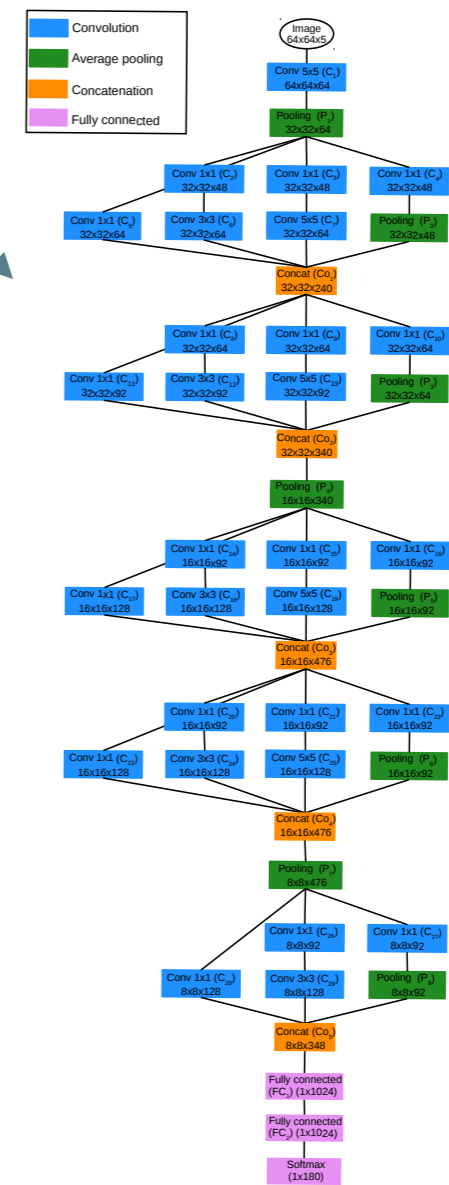 Convolution
Average pooling
Concatenation
Fully connected
Image
64x64x5
Conv 5x5 (C₁)
64x64x64
Pooling (P₁)
32x32x64
Conv 1x1 (C₂)
32x32x48
Conv 1x1 (C₃)
32x32x48
Conv 1x1 (C₄)
32x32x48
Conv 1x1 (C₅)
32x32x64
Conv 3x3 (C₆)
32x32x64
Conv 5x5 (C₇)
32x32x64
Pooling (P₂)
32x32x48
Concat (Co₁)
32x32x240
Conv 1x1 (C₈)
32x32x64
Conv 1x1 (C₉)
32x32x64
Conv 1x1 (C₁₀)
32x32x64
Conv 1x1 (C₁₁)
32x32x92
Conv 3x3 (C₁₂)
32x32x92
Conv 5x5 (C₁₃)
32x32x92
Pooling (P₃)
32x32x64
Concat (Co₂)
32x32x340
Pooling (P₄)
16x16x340
Conv 1x1 (C₁₄)
16x16x92
Conv 1x1 (C₁₅)
16x16x92
Conv 1x1 (C₁₆)
16x16x92
Conv 1x1 (C₁₇)
16x16x128
Conv 3x3 (C₁₈)
16x16x128
Conv 5x5 (C₁₉)
16x16x128
Pooling (P₅)
16x16x92
Concat (Co₃)
16x16x476
Conv 1x1 (C₂₀)
16x16x92
Conv 1x1 (C₂₁)
16x16x92
Conv 1x1 (C₂₂)
16x16x92
Conv 1x1 (C₂₃)
16x16x128
Conv 3x3 (C₂₄)
16x16x128
Conv 5x5 (C₂₅)
16x16x128
Pooling (P₆)
16x16x92
Concat (Co₄)
16x16x476
Pooling (P₇)
8x8x476
Conv 1x1 (C₂₆)
8x8x92
Conv 1x1 (C₂₇)
8x8x92
Conv 1x1 (C₂₈)
8x8x128
Conv 3x3 (C₂₉)
8x8x128
Pooling (P₈)
8x8x92
Concat (Co₅)
8x8x348
Fully connected
(FC₁) (1x1024)
Fully connected
(FC₂) (1x1024)
Softmax
(1x180)